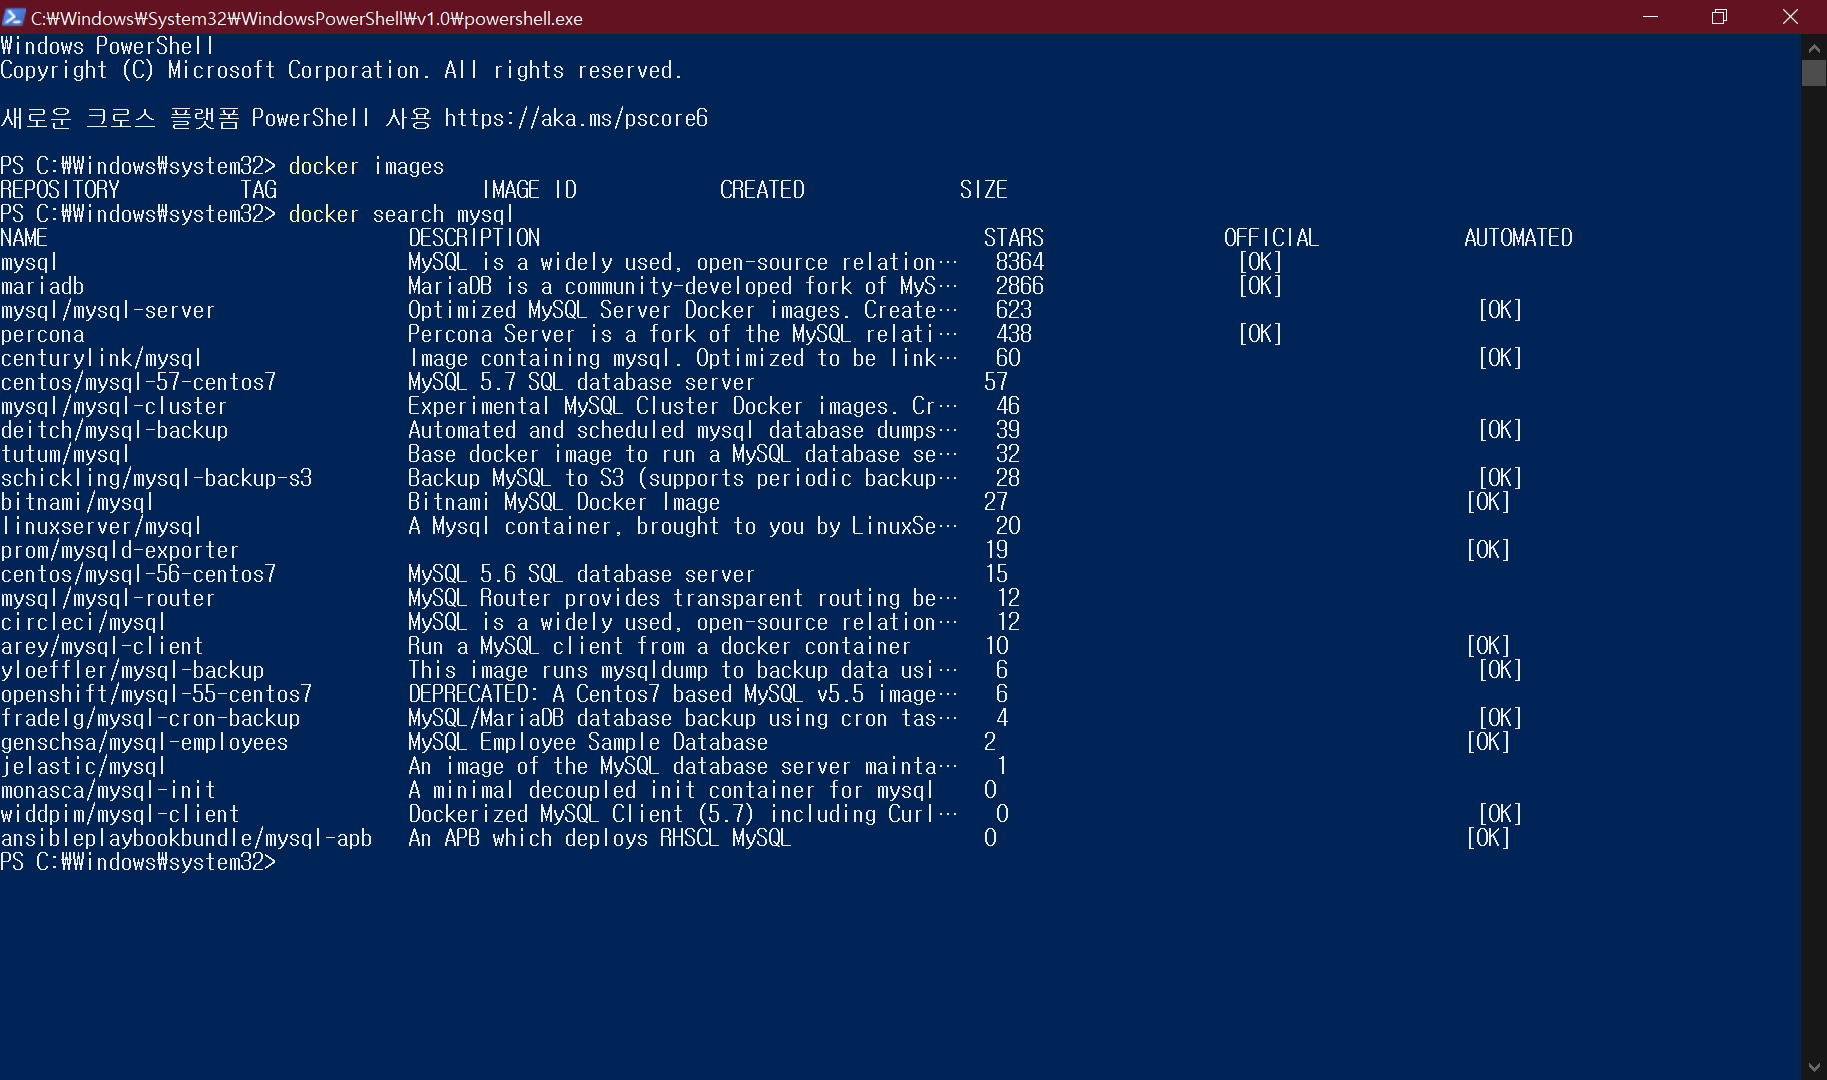 C:₩Windows₩System32₩WindowsPowerShell₩v1.0₩powershell.exe
Windows PowerShell
Copyright (C) Microsoft Corporation. All rights reserved.
새로운 크로스 플랫폼 PowerShell 사용 https://aka.ms/pscore6
PS C:₩Windows₩system32> docker images
REPOSITORY TAG IMAGE ID CREATED SIZE
PS C:₩Windows₩system32> docker search mysql
NAME DESCRIPTION STARS OFFICIAL AUTOMATED
mysql MySQL is a widely used, open-source relation… 8364 [OK]
mariadb MariaDB is a community-developed fork of MyS… 2866 [OK]
mysql/mysql-server Optimized MySQL Server Docker images. Create… 623 [OK]
percona Percona Server is a fork of the MySQL relati… 438 [OK]
centurylink/mysql Image containing mysql. Optimized to be link… 60 [OK]
centos/mysql-57-centos7 MySQL 5.7 SQL database server 57
mysql/mysql-cluster Experimental MySQL Cluster Docker images. Cr… 46
deitch/mysql-backup Automated and scheduled mysql database dumps… 39 [OK]
tutum/mysql Base docker image to run a MySQL database se… 32
schickling/mysql-backup-s3 Backup MySQL to S3 (supports periodic backup… 28 [OK]
bitnami/mysql Bitnami MySQL Docker Image 27 [OK]
linuxserver/mysql A Mysql container, brought to you by LinuxSe… 20
prom/mysqld-exporter 19 [OK]
centos/mysql-56-centos7 MySQL 5.6 SQL database server 15
mysql/mysql-router MySQL Router provides transparent routing be… 12
circleci/mysql MySQL is a widely used, open-source relation… 12
arey/mysql-client Run a MySQL client from a docker container 10 [OK]
yloeffler/mysql-backup This image runs mysqldump to backup data usi… 6 [OK]
openshift/mysql-55-centos7 DEPRECATED: A Centos7 based MySQL v5.5 image… 6
fradelg/mysql-cron-backup MySQL/MariaDB database backup using cron tas… 4 [OK]
genschsa/mysql-employees MySQL Employee Sample Database 2 [OK]
jelastic/mysql An image of the MySQL database server mainta… 1
monasca/mysql-init A minimal decoupled init container for mysql 0
widdpim/mysql-client Dockerized MySQL Client (5.7) including Curl… 0 [OK]
ansibleplaybookbundle/mysql-apb An APB which deploys RHSCL MySQL 0 [OK]
PS C:₩Windows₩system32>